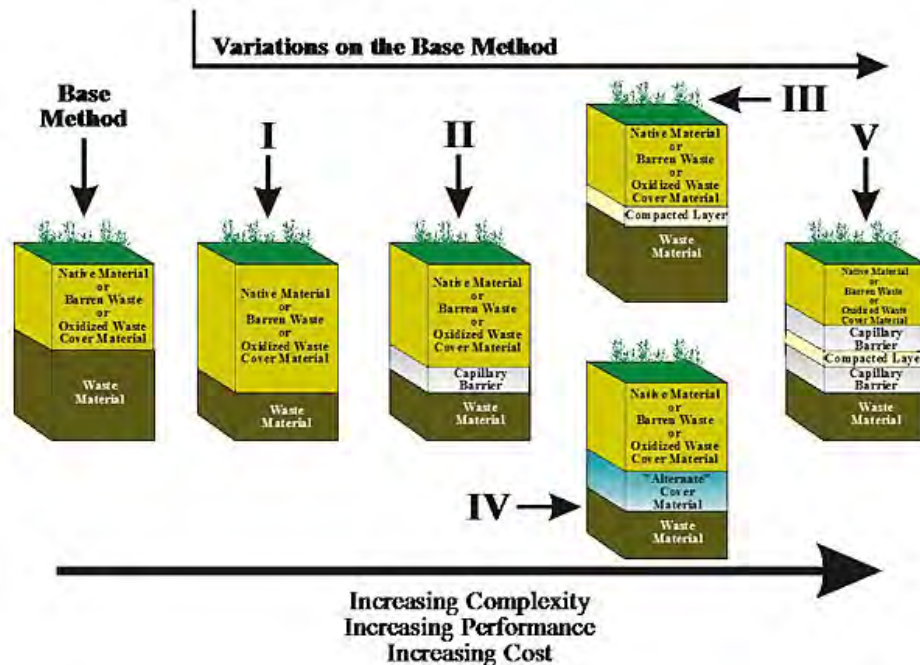 Variations on the Base Method
Base
Method
I
II
III
V
Native Material
or
Barren Waste
or
Oxidized Waste
Cover Material
Waste
Material
Native Material
or
Barren Waste
or
Oxidized Waste
Cover Material
Waste
Material
Native Material
or
Barren Waste
or
Oxidized Waste
Cover Material
Capillary
Barrier
Waste
Material
Native Material
or
Barren Waste
or
Oxidized Waste
Cover Material
Compacted Layer
Waste
Material
IV
Native Material
or
Barren Waste
or
Oxidized Waste
Cover Material
"Alternate"
Cover
Material
Waste
Material
Native Material
or
Barren Waste
or
Oxidized Waste
Cover Material
Capillary
Barrier
Compacted Layer
Capillary
Barrier
Waste
Material
Increasing Complexity
Increasing Performance
Increasing Cost